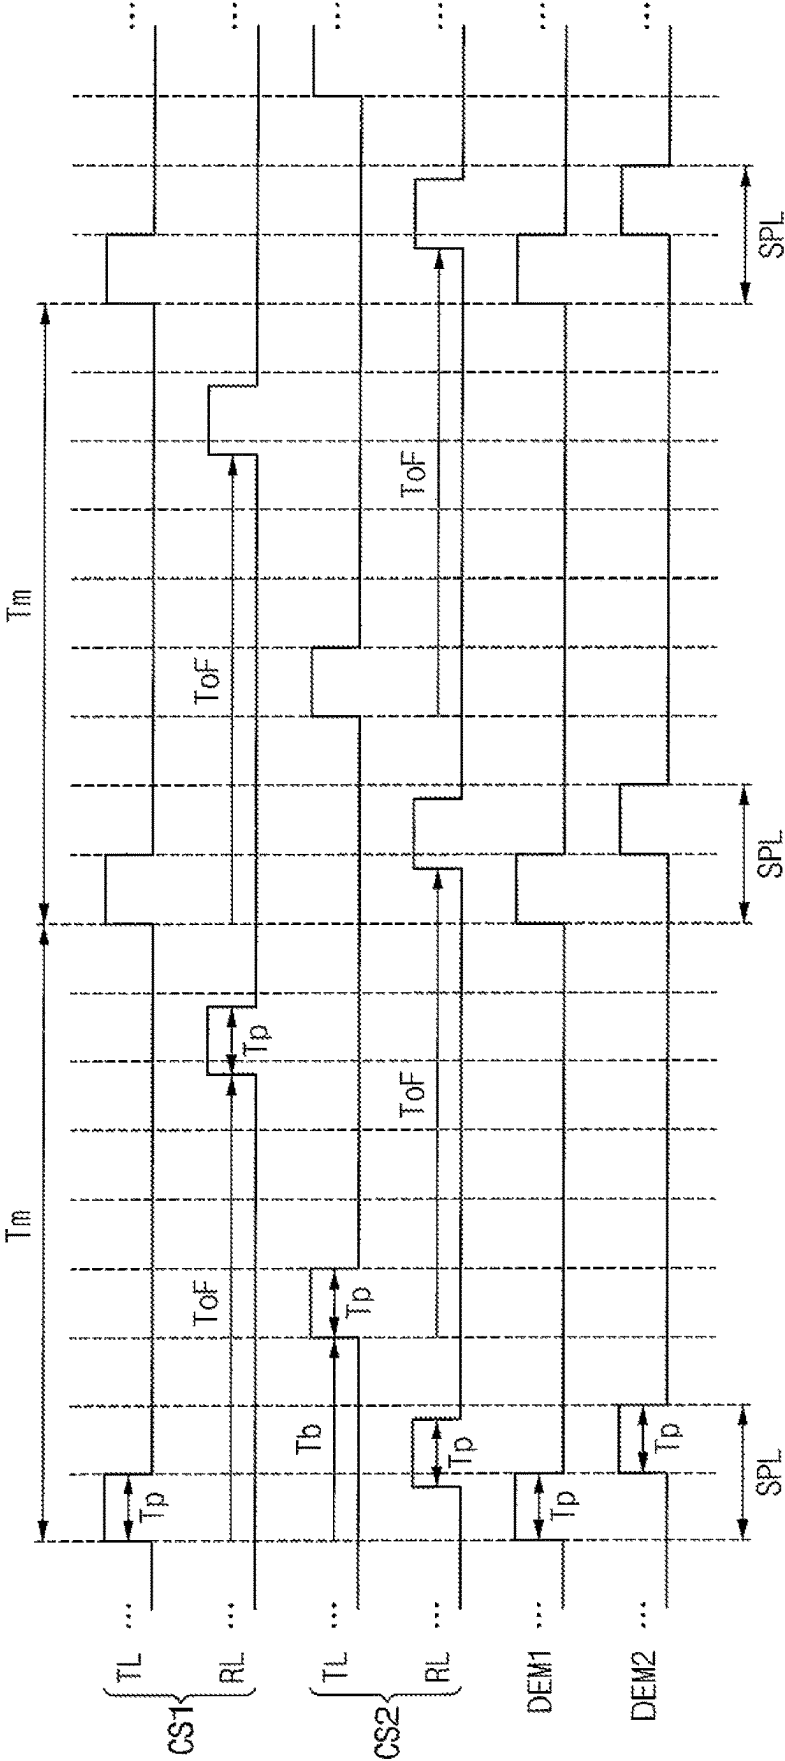 Tm
Tm
CS1
TL
...
Tp
...
RL
...
ToF
Tp
ToF
...
CS2
TL
...
Tb
Tp
...
RL
...
Tp
ToF
ToF
...
DEM1
...
Tp
...
DEM2
...
Tp
...
SPL
SPL
SPL